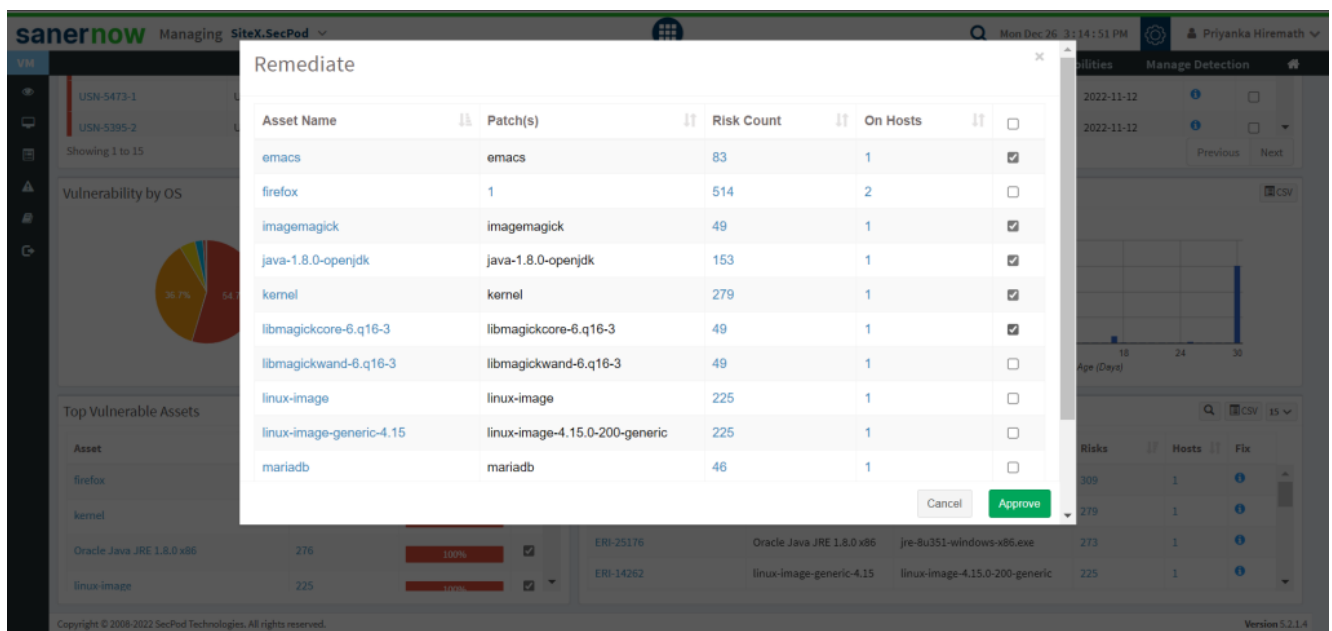 sanernow Managing SiteX.SecPod Mon Dec 26 3:14:51 PM Priyanka Hiremath
VM Manage Detection
Remediate ×
USN-5473-1 2022-11-12
USN-5395-2 2022-11-12
Showing 1 to 15 Previous Next
Asset Name Patch(s) Risk Count On Hosts
emacs emacs 83 1
firefox 1 514 2
imagemagick imagemagick 49 1
java-1.8.0-openjdk java-1.8.0-openjdk 153 1
kernel kernel 279 1
libmagickcore-6.q16-3 libmagickcore-6.q16-3 49 1
libmagickwand-6.q16-3 libmagickwand-6.q16-3 49 1
linux-image linux-image 225 1
linux-image-generic-4.15 linux-image-4.15.0-200-generic 225 1
mariadb mariadb 46 1
Cancel Approve
Vulnerability by OS CSV
36.7%
18 24 30
Age (Days)
Top Vulnerable Assets CSV 15
Asset Risks Hosts Fix
firefox 309 1
kernel 279 1
Oracle Java JRE 1.8.0 x86 276 100% ERI-25176 Oracle Java JRE 1.8.0 x86 jre-8u351-windows-x86.exe 273 1
linux-image 225 100% ERI-14262 linux-image-generic-4.15 linux-image-4.15.0-200-generic 225 1
Copyright © 2008-2022 SecPod Technologies. All rights reserved. Version 5.2.1.4